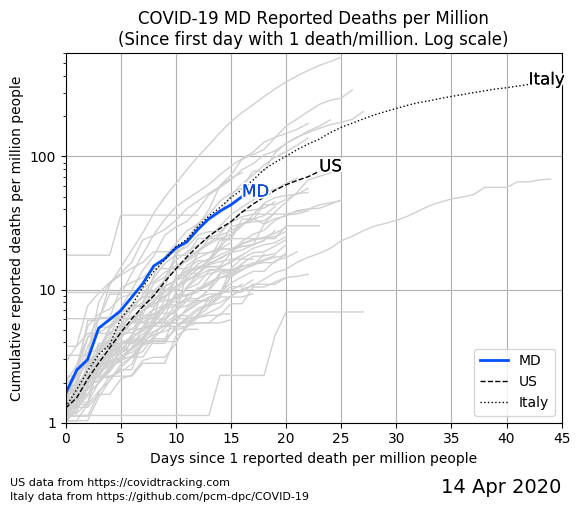 COVID-19 MD Reported Deaths per Million
(Since first day with 1 death/million. Log scale)
Cumulative reported deaths per million people
100
10
1
Italy
US
MD
MD
US
Italy
0 5 10 15 20 25 30 35 40 45
Days since 1 reported death per million people
US data from https://covidtracking.com
Italy data from https://github.com/pcm-dpc/COVID-19
14 Apr 2020